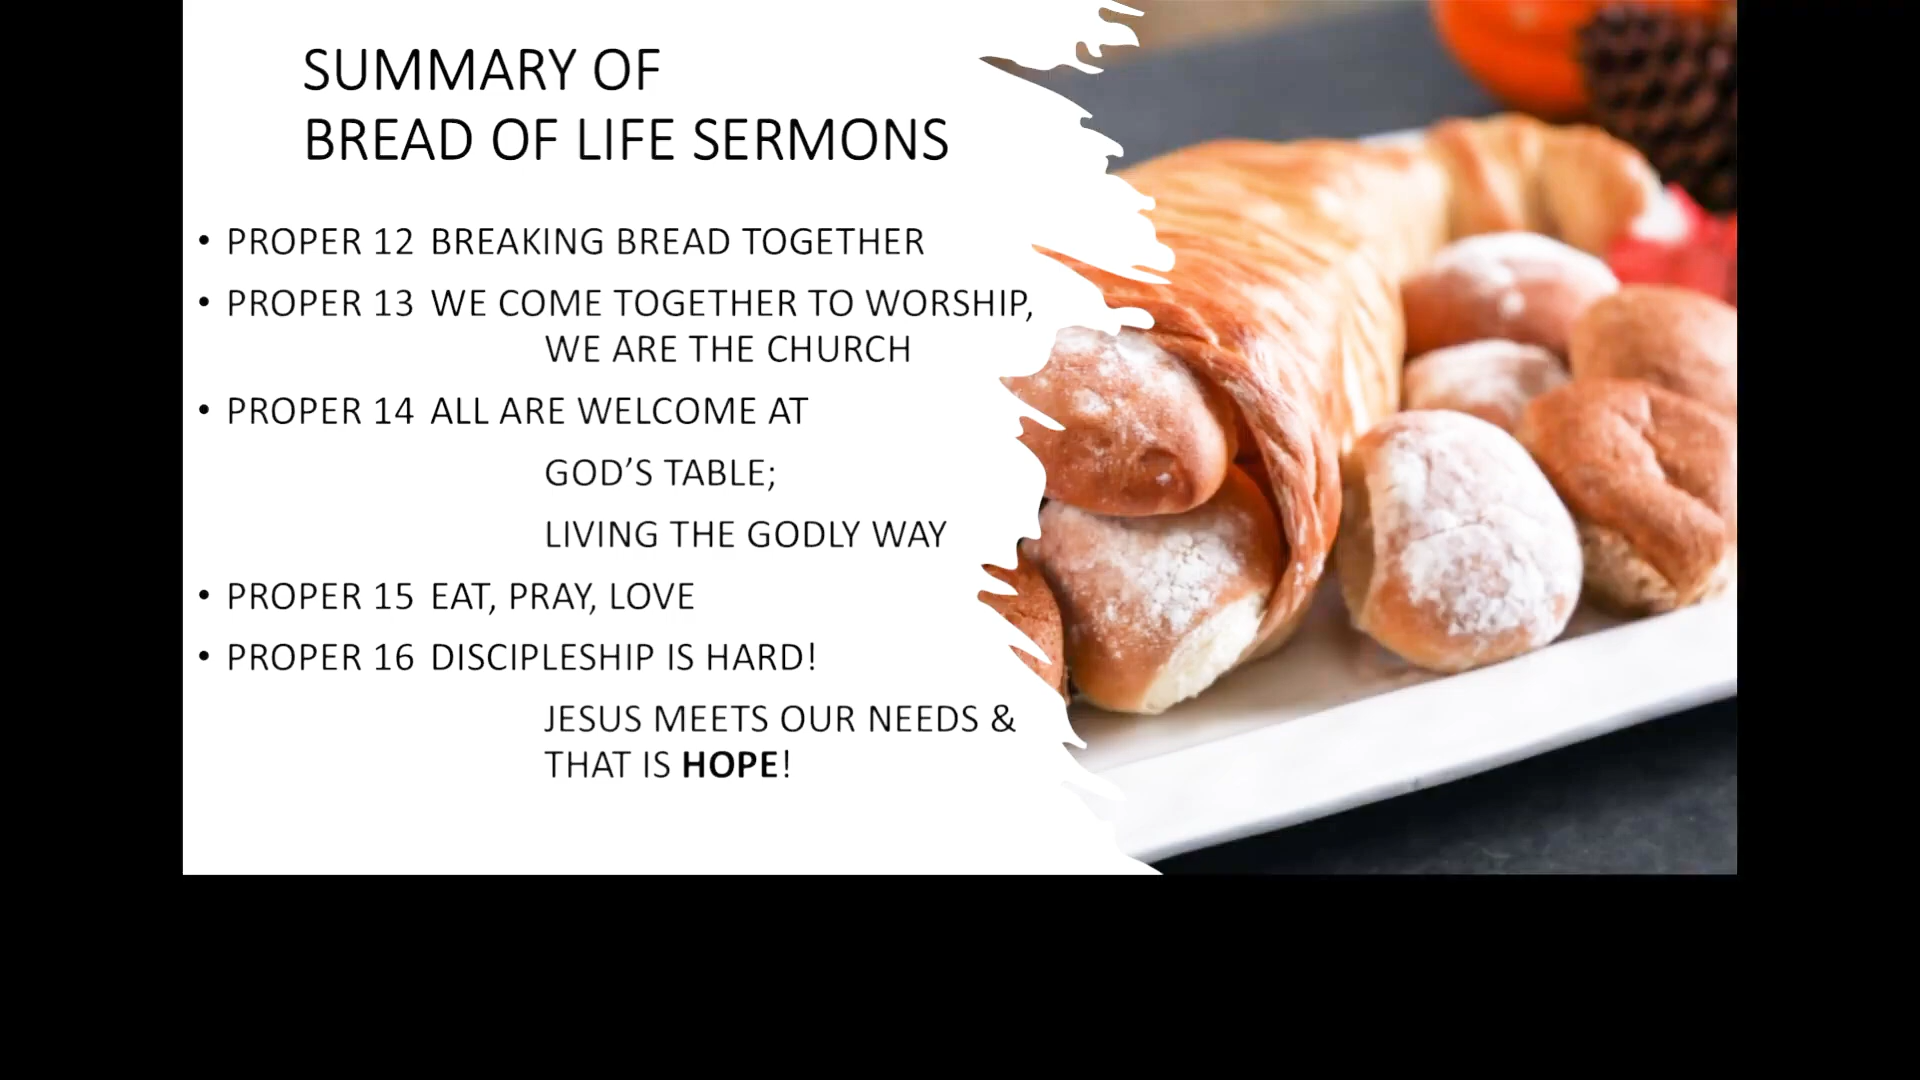 SUMMARY OF
BREAD OF LIFE SERMONS
• PROPER 12 BREAKING BREAD TOGETHER
• PROPER 13 WE COME TOGETHER TO WORSHIP,
WE ARE THE CHURCH
• PROPER 14 ALL ARE WELCOME AT
GOD’S TABLE;
LIVING THE GODLY WAY
• PROPER 15 EAT, PRAY, LOVE
• PROPER 16 DISCIPLESHIP IS HARD!
JESUS MEETS OUR NEEDS &
THAT IS HOPE!